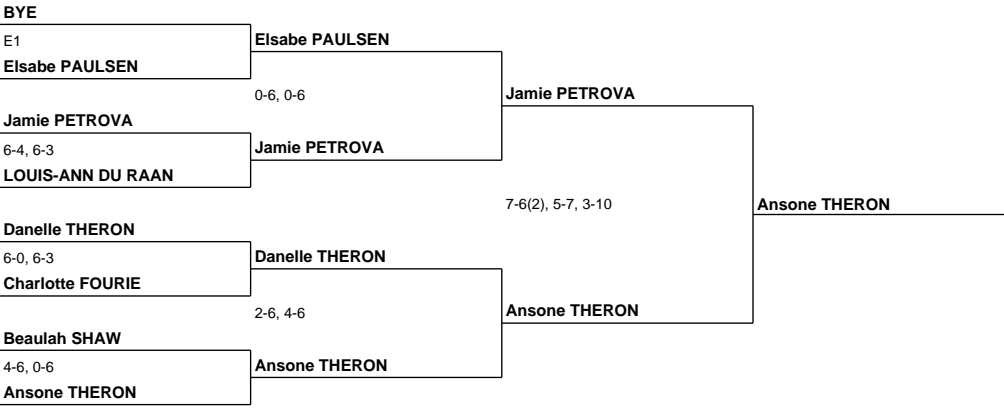 BYE
E1
Elsabe PAULSEN
Elsabe PAULSEN
0-6, 0-6
Jamie PETROVA
Jamie PETROVA
6-4, 6-3
LOUIS-ANN DU RAAN
Jamie PETROVA
7-6(2), 5-7, 3-10
Ansone THERON
Danelle THERON
6-0, 6-3
Charlotte FOURIE
Danelle THERON
2-6, 4-6
Ansone THERON
Beaulah SHAW
4-6, 0-6
Ansone THERON
Ansone THERON